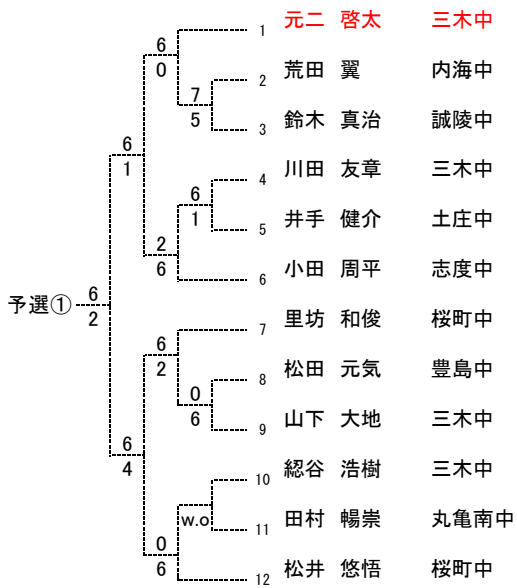 1 元二 啓太 三木中
6
0
2 荒田 翼 内海中
7
5
3 鈴木 真治 誠陵中
6
1
4 川田 友章 三木中
6
1
5 井手 健介 土庄中
2
6
6 小田 周平 志度中
予選① 6
2
7 里坊 和俊 桜町中
6
2
8 松田 元気 豊島中
0
6
9 山下 大地 三木中
6
4
10 綛谷 浩樹 三木中
w.o
11 田村 暢崇 丸亀南中
0
6
12 松井 悠悟 桜町中